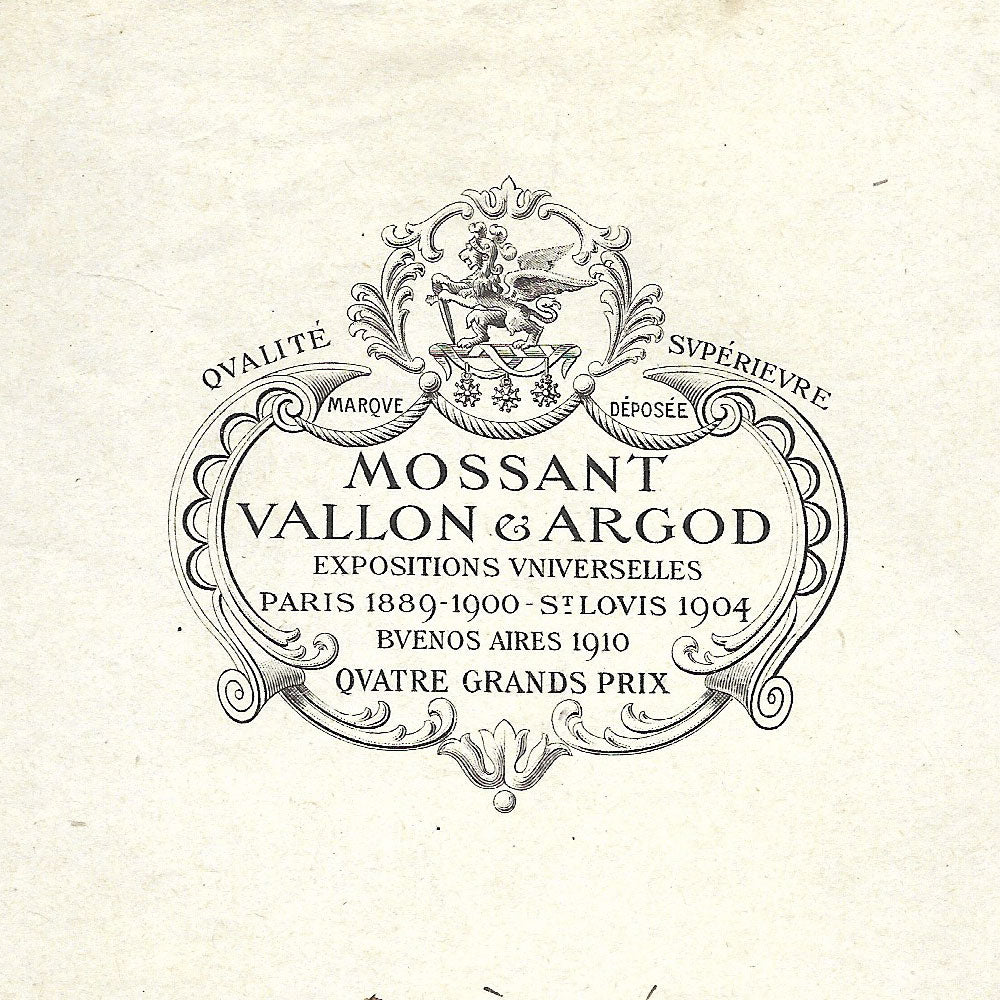 QVALITÉ SVPÉRIEVRE
MARQVE DÉPOSÉE
MOSSANT
VALLON & ARGOD
EXPOSITIONS VNIVERSELLES
PARIS 1889-1900-ST LOVIS 1904
BVENOS AIRES 1910
QVATRE GRANDS PRIX